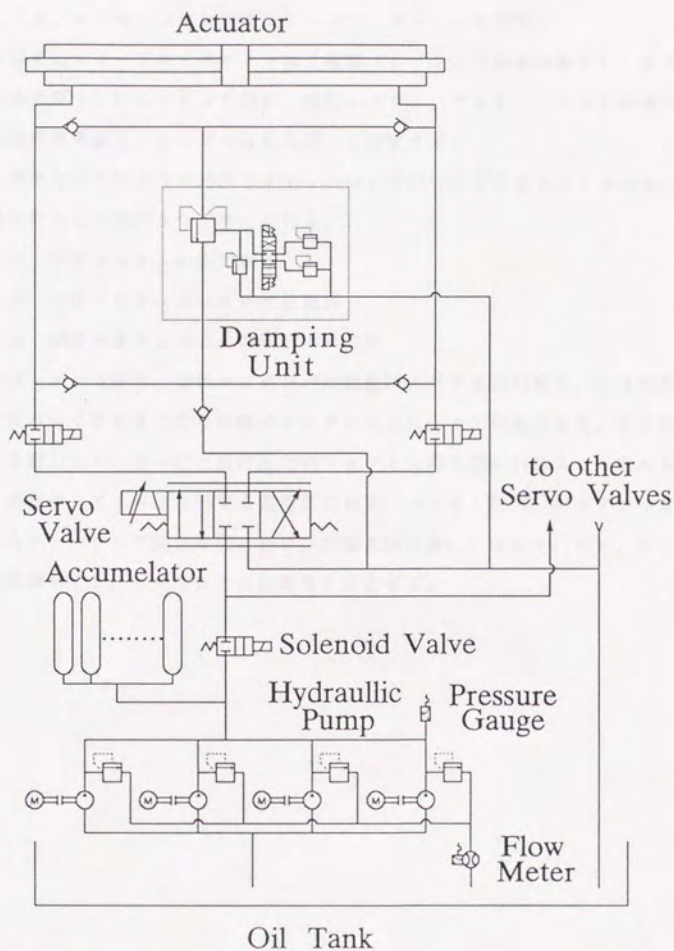 Actuator
Damping
Unit
to other
Servo Valves
Servo
Valve
Accumelator
Solenoid Valve
Hydraullic
Pump
Pressure
Gauge
M
M
M
M
Flow
Meter
Oil Tank